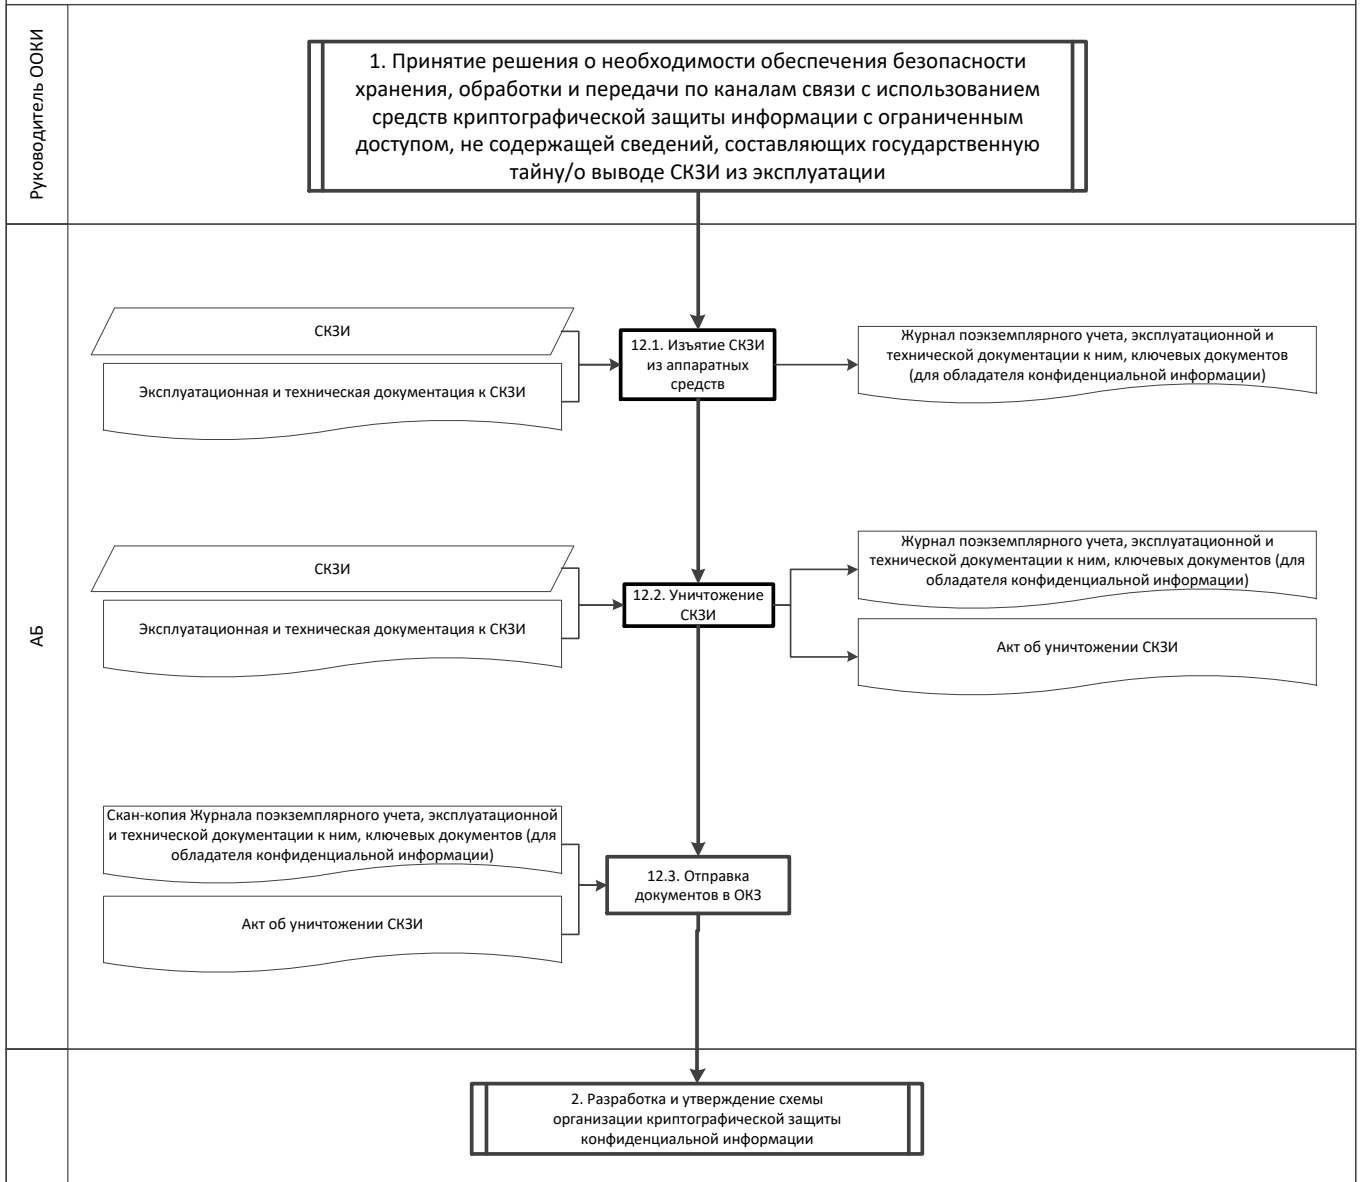 Руководитель ООКИ
1. Принятие решения о необходимости обеспечения безопасности
хранения, обработки и передачи по каналам связи с использованием
средств криптографической защиты информации с ограниченным
доступом, не содержащей сведений, составляющих государственную
тайну/о выводе СКЗИ из эксплуатации
АБ
СКЗИ
Эксплуатационная и техническая документация к СКЗИ
12.1. Изъятие СКЗИ
из аппаратных
средств
Журнал поэкземплярного учета, эксплуатационной и
технической документации к ним, ключевых документов
(для обладателя конфиденциальной информации)
СКЗИ
Эксплуатационная и техническая документация к СКЗИ
12.2. Уничтожение
СКЗИ
Журнал поэкземплярного учета, эксплуатационной и
технической документации к ним, ключевых документов (для
обладателя конфиденциальной информации)
Акт об уничтожении СКЗИ
Скан-копия Журнала поэкземплярного учета, эксплуатационной
и технической документации к ним, ключевых документов (для
обладателя конфиденциальной информации)
Акт об уничтожении СКЗИ
12.3. Отправка
документов в ОКЗ
2. Разработка и утверждение схемы
организации криптографической защиты
конфиденциальной информации